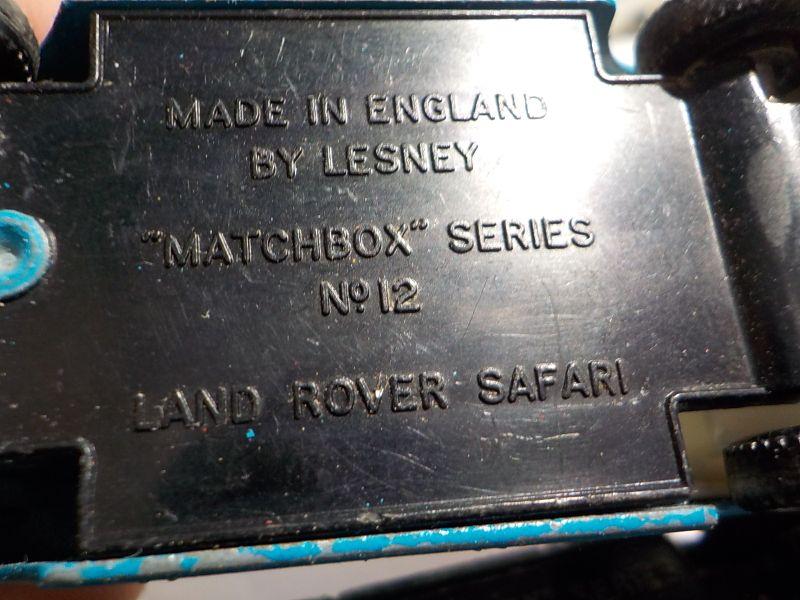 MADE IN ENGLAND
BY LESNEY
"MATCHBOX" SERIES
Nº 12
LAND ROVER SAFARI